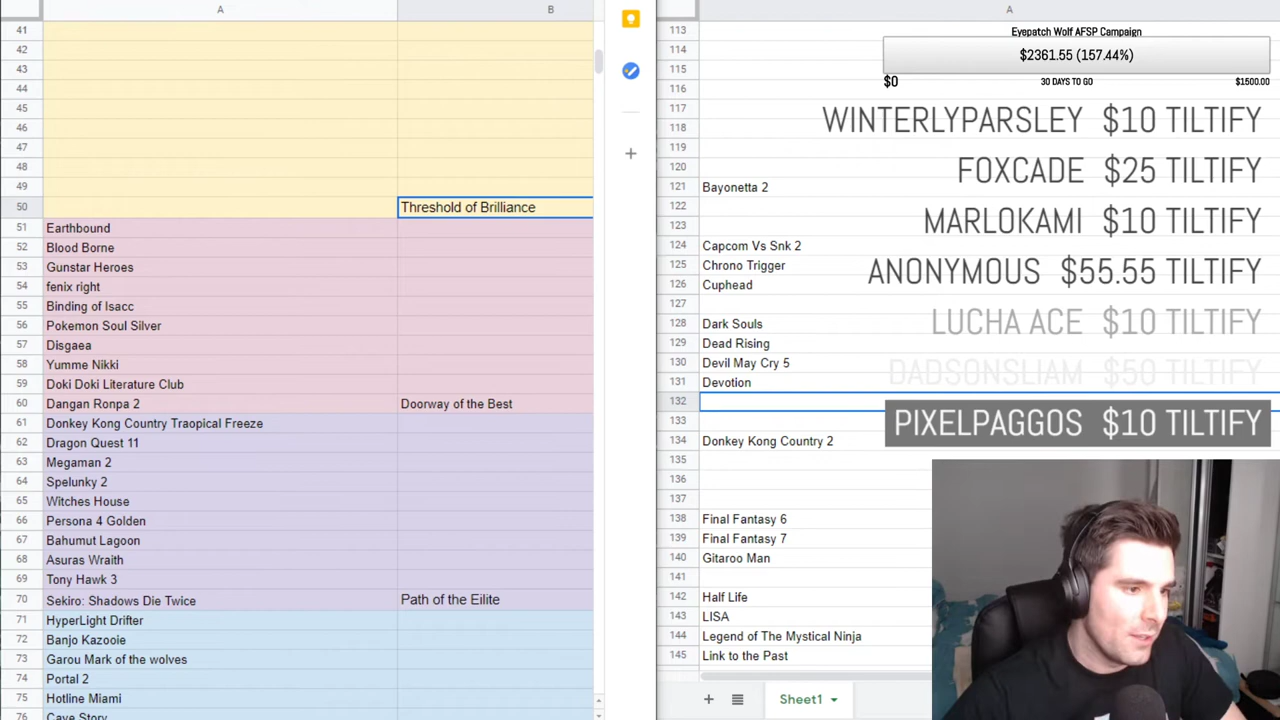 A
B
41
42
43
44
45
46
47
48
49
50 Threshold of Brilliance
51 Earthbound
52 Blood Borne
53 Gunstar Heroes
54 fenix right
55 Binding of Isacc
56 Pokemon Soul Silver
57 Disgaea
58 Yumme Nikki
59 Doki Doki Literature Club
60 Dangan Ronpa 2 Doorway of the Best
61 Donkey Kong Country Traopical Freeze
62 Dragon Quest 11
63 Megaman 2
64 Spelunky 2
65 Witches House
66 Persona 4 Golden
67 Bahumut Lagoon
68 Asuras Wraith
69 Tony Hawk 3
70 Sekiro: Shadows Die Twice Path of the Eilite
71 HyperLight Drifter
72 Banjo Kazooie
73 Garou Mark of the wolves
74 Portal 2
75 Hotline Miami
76 Cave Story
A
113
114
115
116
117
118
119
120
121 Bayonetta 2
122
123
124 Capcom Vs Snk 2
125 Chrono Trigger
126 Cuphead
127
128 Dark Souls
129 Dead Rising
130 Devil May Cry 5
131 Devotion
132
133
134 Donkey Kong Country 2
135
136
137
138 Final Fantasy 6
139 Final Fantasy 7
140 Gitaroo Man
141
142 Half Life
143 LISA
144 Legend of The Mystical Ninja
145 Link to the Past
Sheet1
Eyepatch Wolf AFSP Campaign
$2361.55 (157.44%)
$0 30 DAYS TO GO $1500.00
WINTERLYPARSLEY $10 TILTIFY
FOXCADE $25 TILTIFY
MARLOKAMI $10 TILTIFY
ANONYMOUS $55.55 TILTIFY
LUCHA ACE $10 TILTIFY
DADSONSLIAM $50 TILTIFY
PIXELPAGGOS $10 TILTIFY